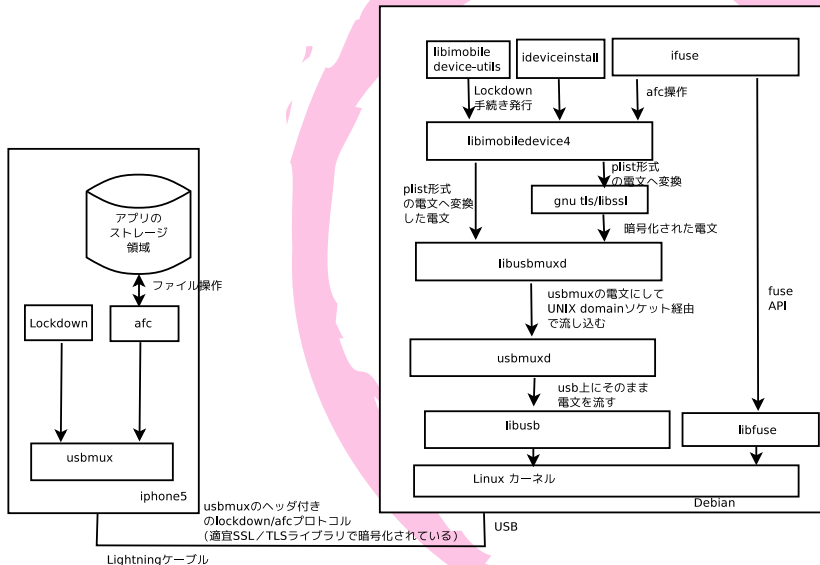 libimobile
device-utils
ideviceinstall
ifuse
Lockdown
手続き発行
afc操作
libimobiledevice4
plist形式
の電文へ変換
した電文
plist形式
の電文へ変換
gnu tls/libssl
暗号化された電文
libusbmuxd
usbmuxの電文にして
UNIX domainソケット経由
で流し込む
fuse
API
usbmuxd
usb上にそのまま
電文を流す
libusb
libfuse
Linux カーネル
Debian
アプリの
ストレージ
領域
ファイル操作
Lockdown
afc
usbmux
iphone5
usbmuxのヘッダ付き
のlockdown/afcプロトコル
(適宜SSL／TLSライブラリで暗号化されている)
USB
Lightningケーブル